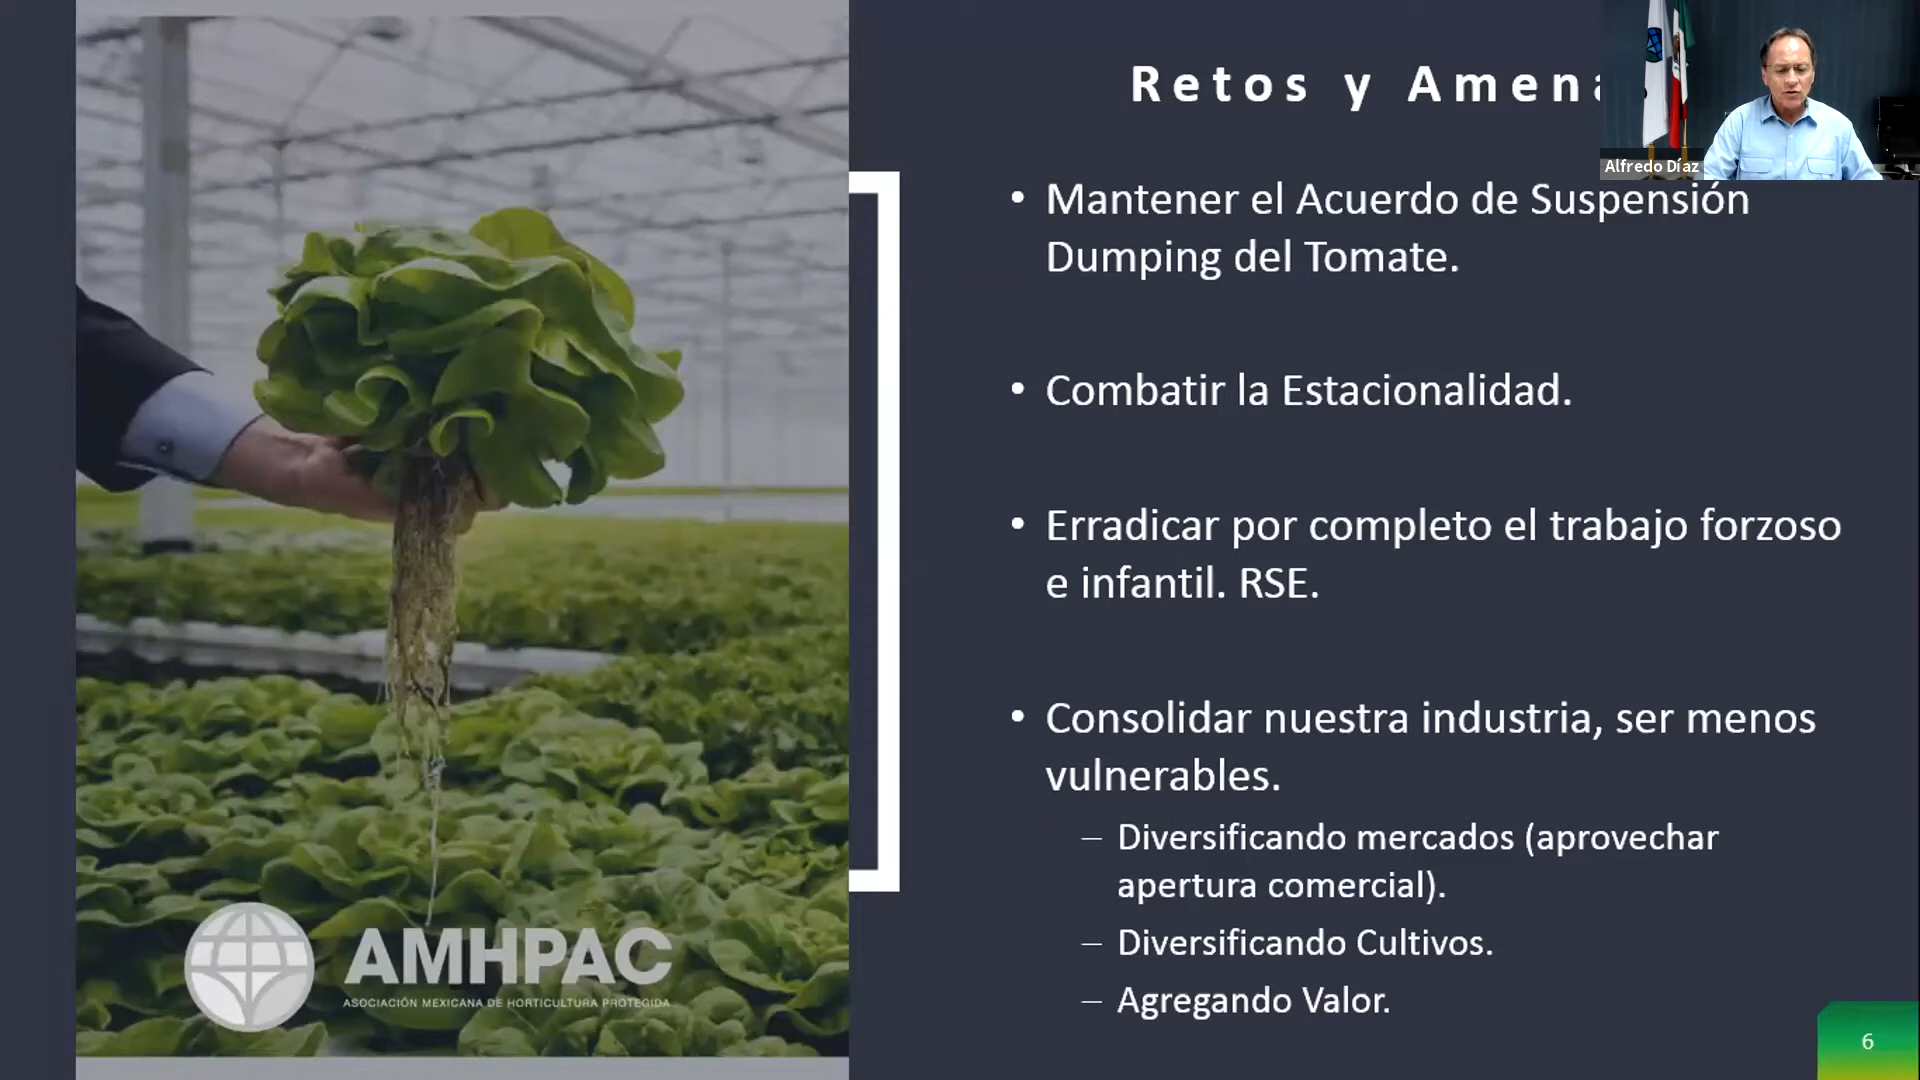 Retos y Amena
Alfredo Díaz
• Mantener el Acuerdo de Suspensión
Dumping del Tomate.
• Combatir la Estacionalidad.
• Erradicar por completo el trabajo forzoso
e infantil. RSE.
• Consolidar nuestra industria, ser menos
vulnerables.
– Diversificando mercados (aprovechar
apertura comercial).
– Diversificando Cultivos.
– Agregando Valor.
AMHPAC
ASOCIACIÓN MEXICANA DE HORTICULTURA PROTEGIDA
6